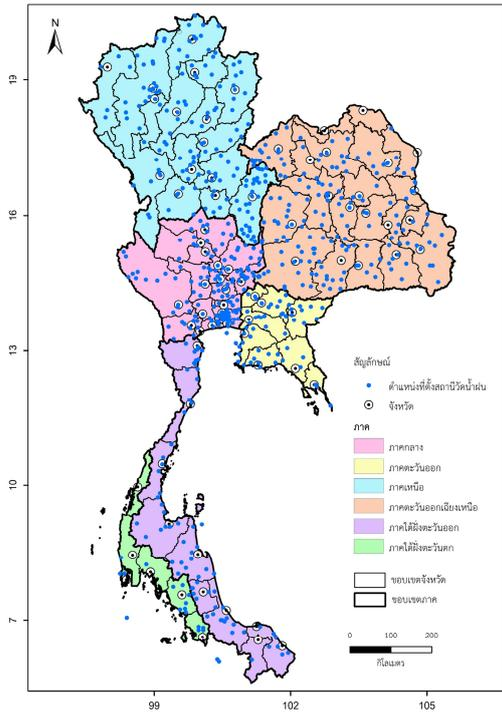 N
19
16
13
10
7
99
102
105
สัญลักษณ์
ตำแหน่งที่ตั้งสถานีวัดน้ำฝน
จังหวัด
ภาค
ภาคกลาง
ภาคตะวันออก
ภาคเหนือ
ภาคตะวันออกเฉียงเหนือ
ภาคใต้ฝั่งตะวันออก
ภาคใต้ฝั่งตะวันตก
ขอบเขตจังหวัด
ขอบเขตภาค
0 100 200
กิโลเมตร